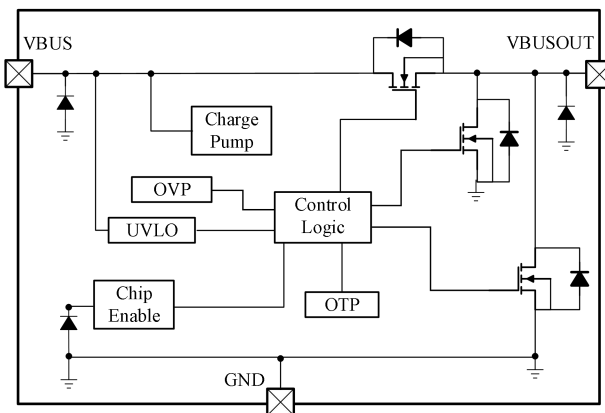 VBUS
VBUSOUT
Charge
Pump
OVP
Control
Logic
UVLO
Chip
Enable
OTP
GND